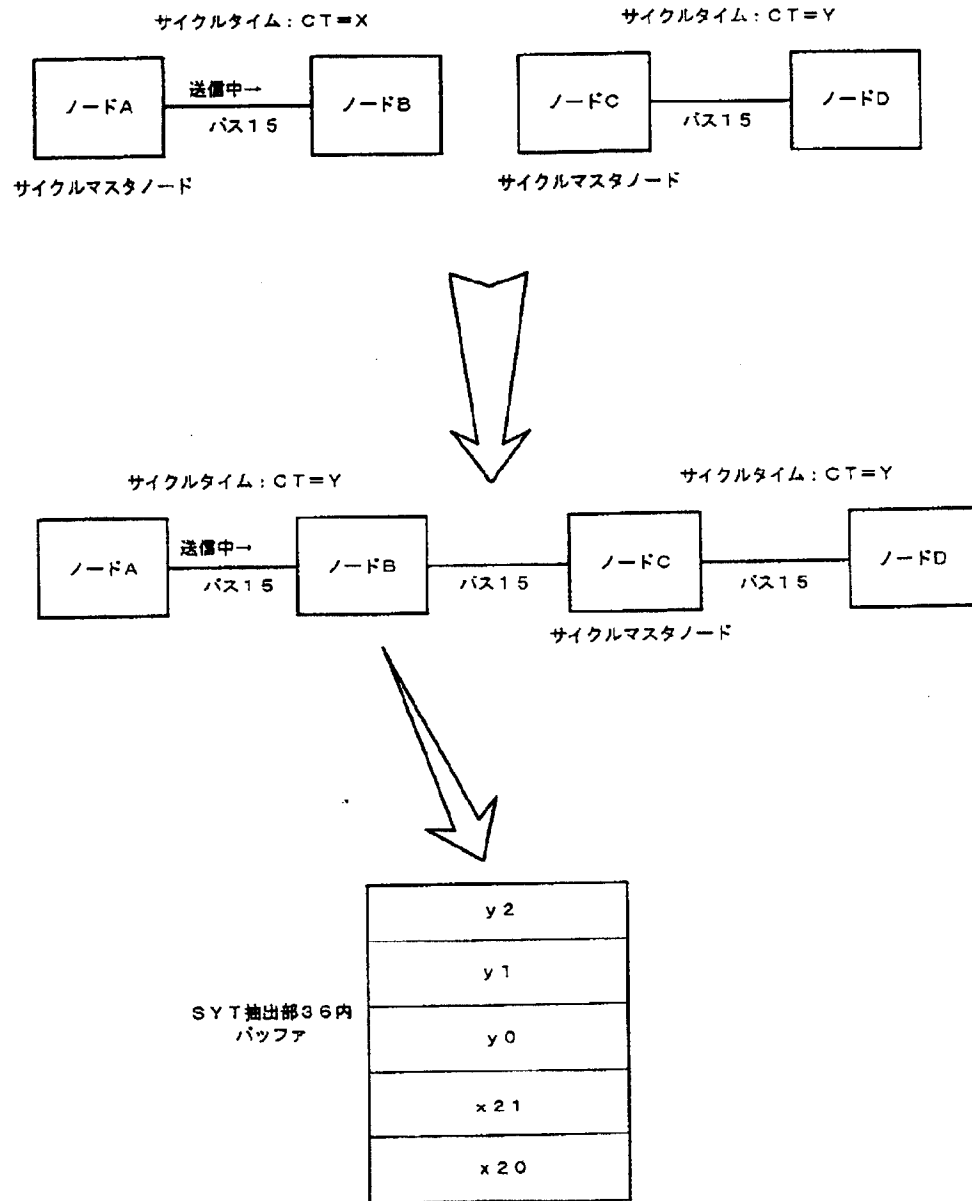 サイクルタイム：ＣＴ＝Ｘ
サイクルタイム：ＣＴ＝Ｙ
ノードＡ
送信中→
バス１５
ノードＢ
ノードＣ
バス１５
ノードＤ
サイクルマスタノード
サイクルマスタノード
サイクルタイム：ＣＴ＝Ｙ
サイクルタイム：ＣＴ＝Ｙ
ノードＡ
送信中→
バス１５
ノードＢ
バス１５
ノードＣ
バス１５
ノードＤ
サイクルマスタノード
ｙ２
ｙ１
ＳＹＴ抽出部３６内
バッファ
ｙ０
ｘ２１
ｘ２０